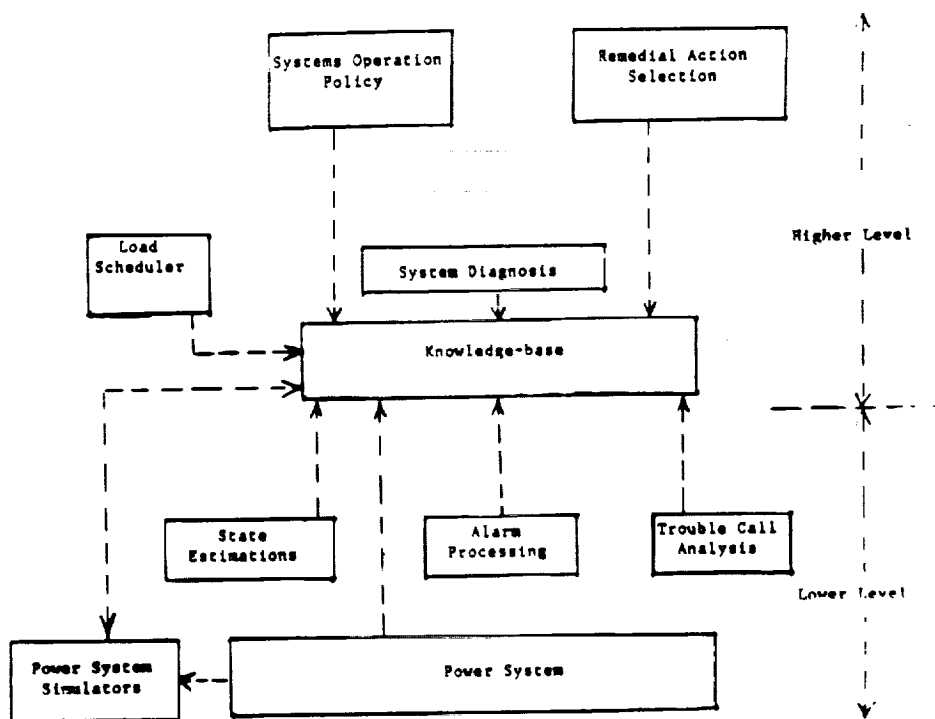 Systems Operation
Policy
Remedial Action
Selection
Load
Scheduler
Higher Level
System Diagnosis
Knowledge-base
State
Estimations
Alarm
Processing
Trouble Call
Analysis
Lower Level
Power System
Simulators
Power System